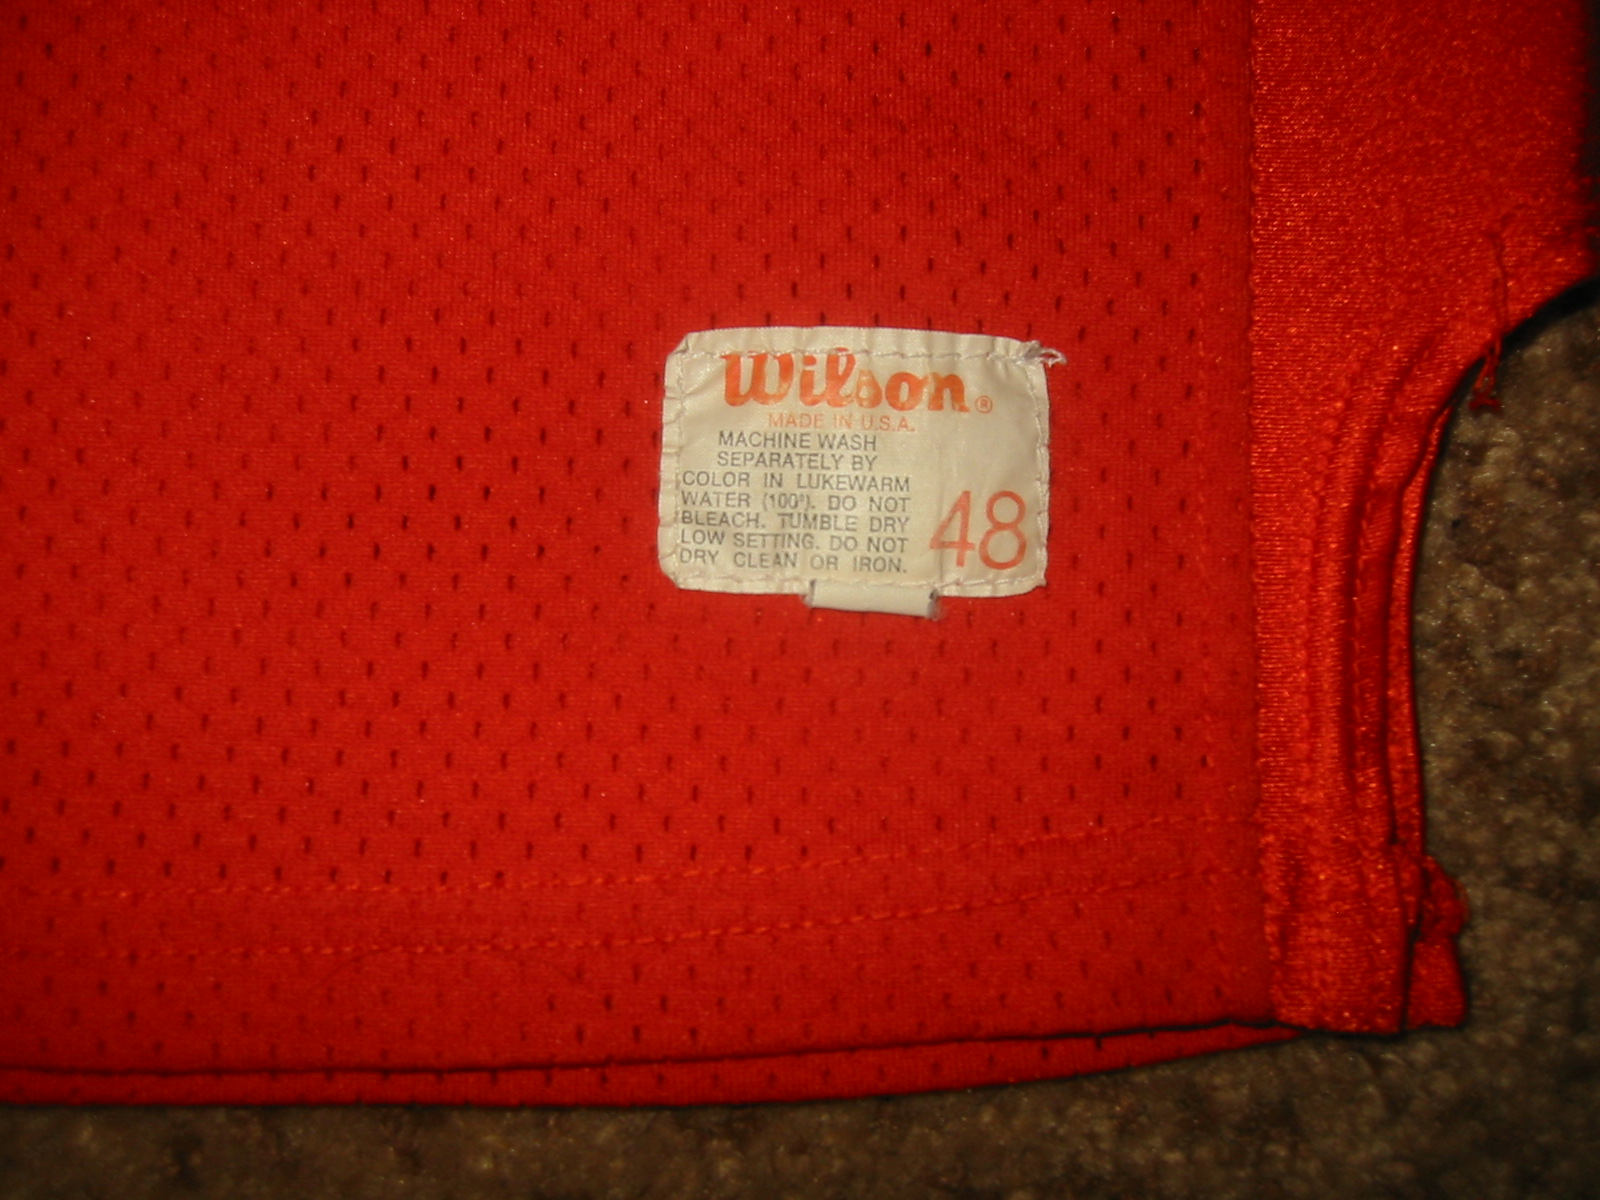 Wilson®
MADE IN U.S.A.
MACHINE WASH
SEPARATELY BY
COLOR IN LUKEWARM
WATER (100°). DO NOT
BLEACH. TUMBLE DRY
LOW SETTING. DO NOT
DRY CLEAN OR IRON.
48